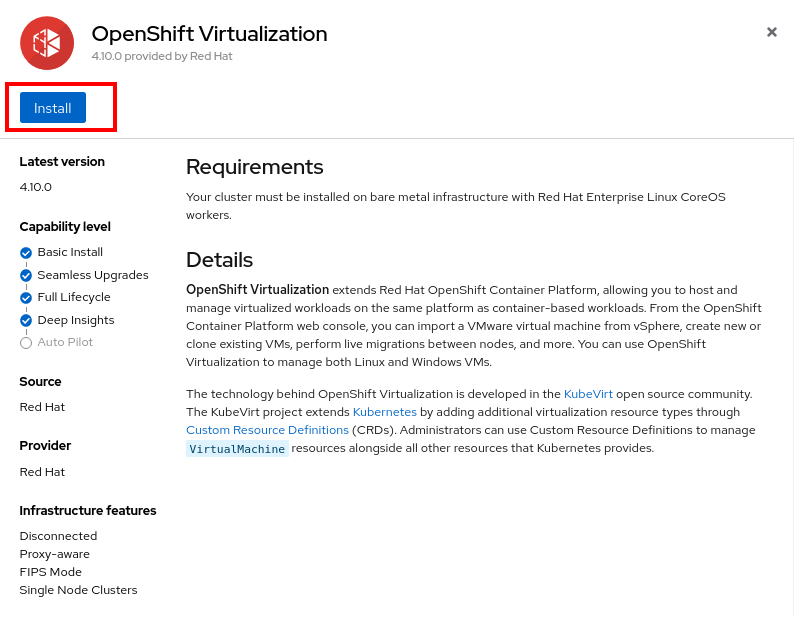 OpenShift Virtualization
4.10.0 provided by Red Hat
Install
Latest version
4.10.0
Capability level
Basic Install
Seamless Upgrades
Full Lifecycle
Deep Insights
Auto Pilot
Source
Red Hat
Provider
Red Hat
Infrastructure features
Disconnected
Proxy-aware
FIPS Mode
Single Node Clusters
Requirements
Your cluster must be installed on bare metal infrastructure with Red Hat Enterprise Linux CoreOS
workers.
Details
OpenShift Virtualization extends Red Hat OpenShift Container Platform, allowing you to host and
manage virtualized workloads on the same platform as container-based workloads. From the OpenShift
Container Platform web console, you can import a VMware virtual machine from vSphere, create new or
clone existing VMs, perform live migrations between nodes, and more. You can use OpenShift
Virtualization to manage both Linux and Windows VMs.
The technology behind OpenShift Virtualization is developed in the KubeVirt open source community.
The KubeVirt project extends Kubernetes by adding additional virtualization resource types through
Custom Resource Definitions (CRDs). Administrators can use Custom Resource Definitions to manage
VirtualMachine resources alongside all other resources that Kubernetes provides.